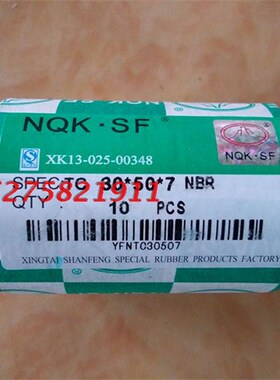 NQK·SF
NQK·SF
XK13-025-00348
SPEC:TC 30*50*7 NBR
2275821911
QTY : 10 PCS
YFNTC30507
XINGTAI SHANFENG SPECIAL RUBBER PRODUCTS FACTORY